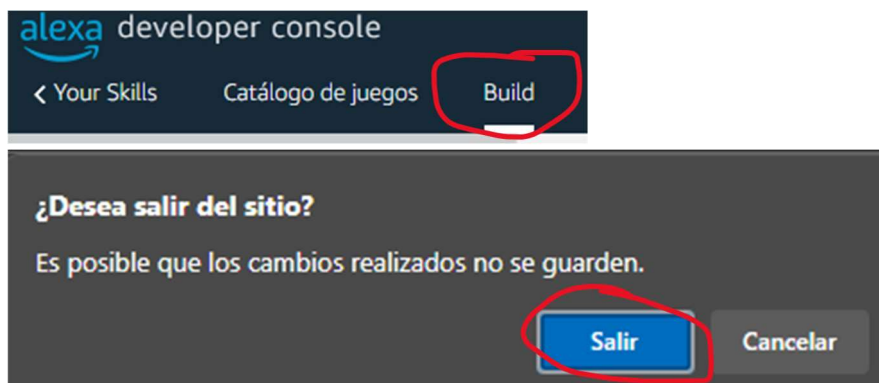 alexa developer console
< Your Skills Catálogo de juegos Build
¿Desea salir del sitio?
Es posible que los cambios realizados no se guarden.
Salir Cancelar